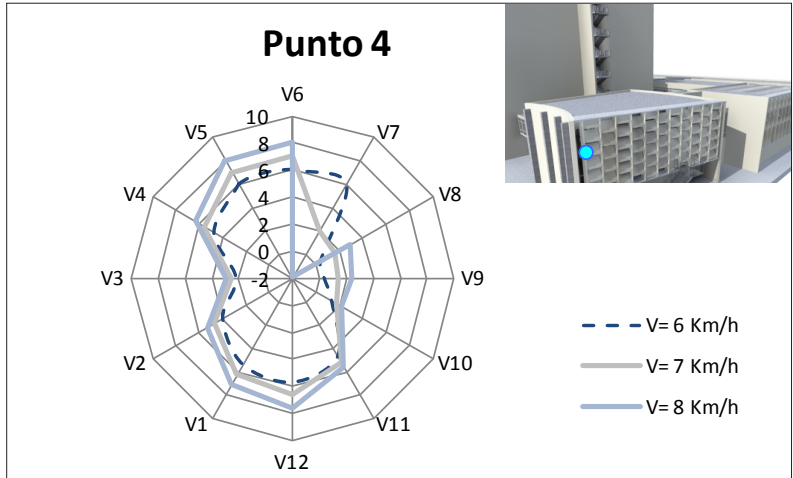 Punto 4
V6
10
V5
V7
8
6
V4
V8
4
2
0
V3
-2
V9
V2
V10
V1
V11
V12
V= 6 Km/h
V= 7 Km/h
V= 8 Km/h